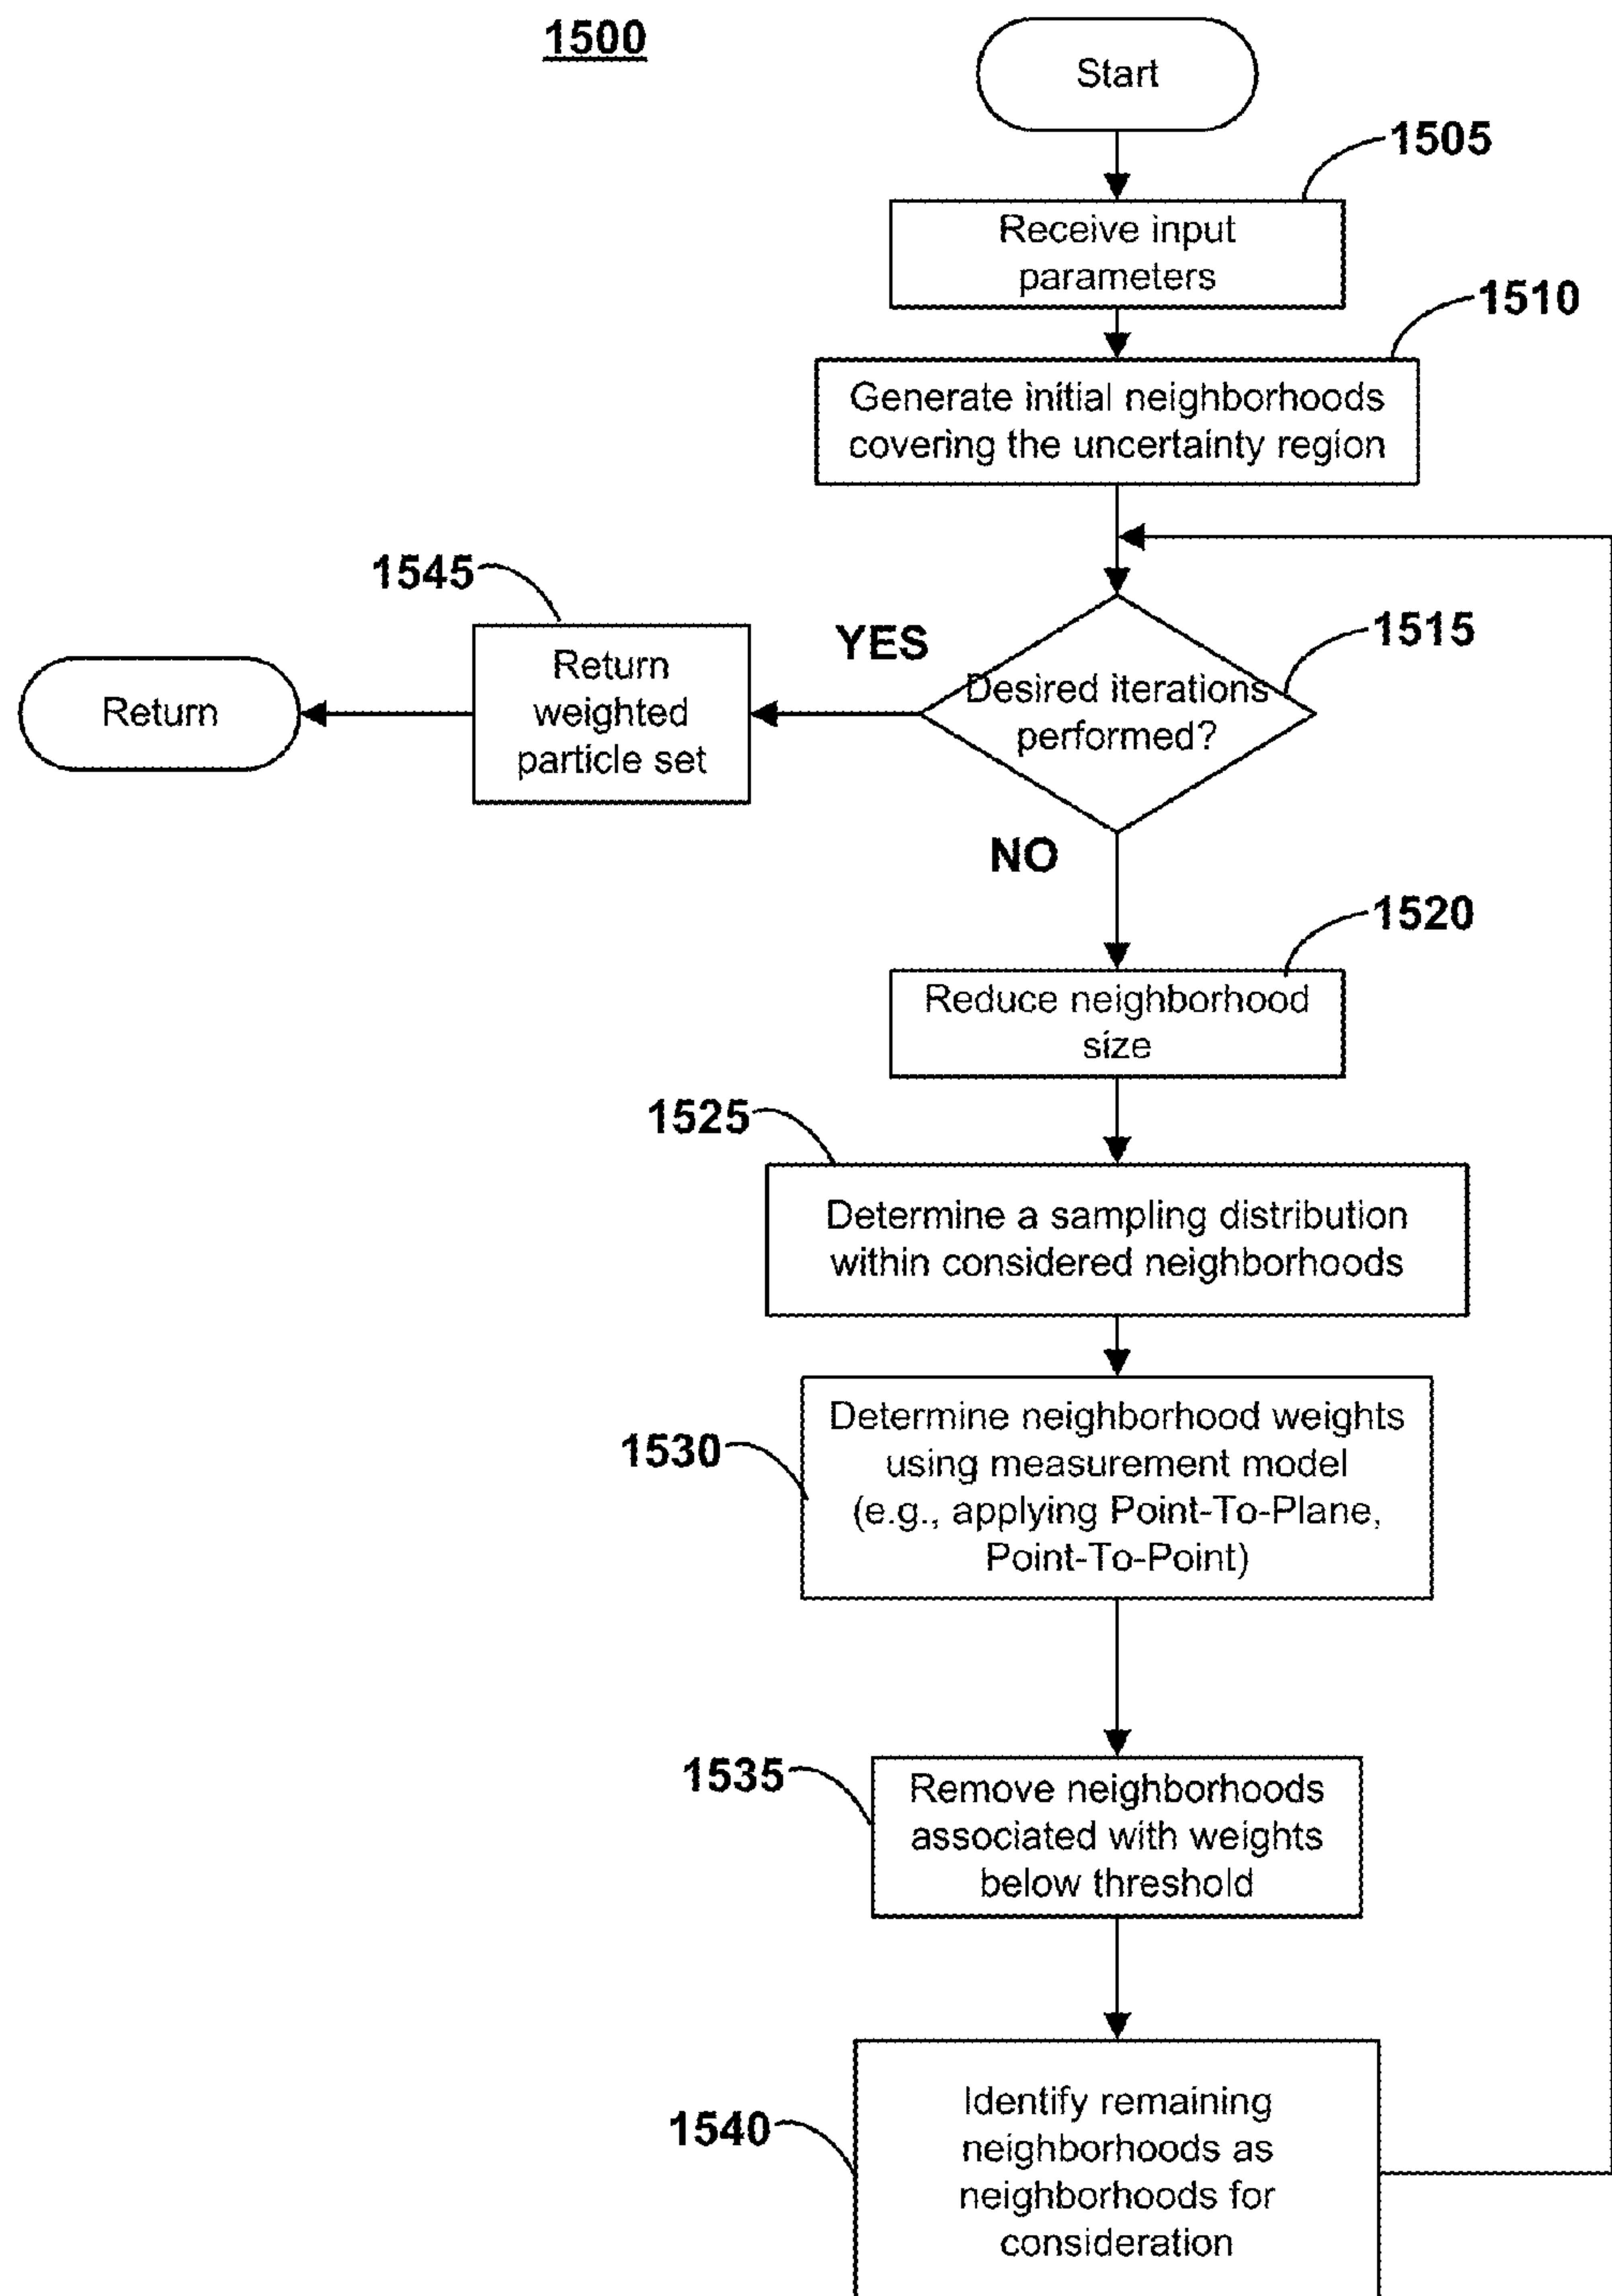 1500
Start
1505
Receive input
parameters
1510
Generate initial neighborhoods
covering the uncertainty region
1515
Desired iterations
performed?
YES
1545
Return
weighted
particle set
Return
NO
1520
Reduce neighborhood
size
1525
Determine a sampling distribution
within considered neighborhoods
1530
Determine neighborhood weights
using measurement model
(e.g., applying Point-To-Plane,
Point-To-Point)
1535
Remove neighborhoods
associated with weights
below threshold
1540
Identify remaining
neighborhoods as
neighborhoods for
consideration